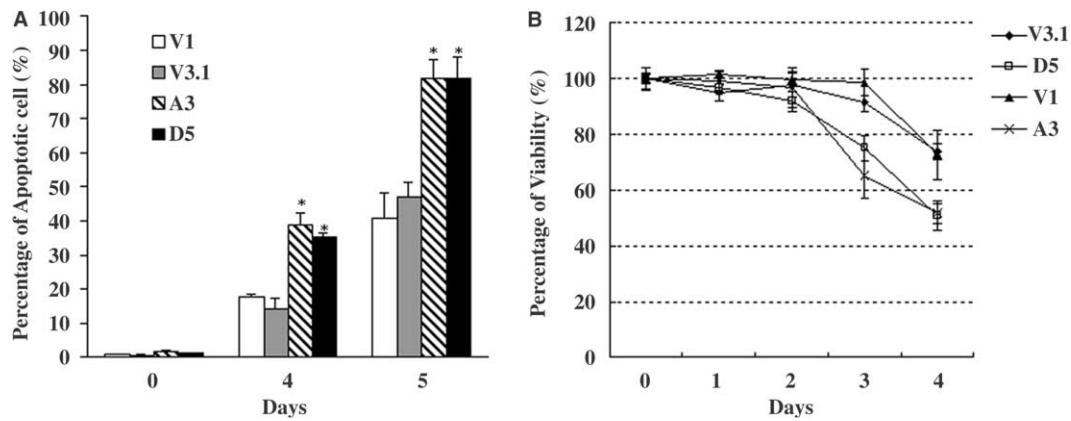 A
Percentage of Apoptotic cell (%)
100
90
80
70
60
50
40
30
20
10
0
V1
V3.1
A3
D5
* *
*
*
0 4 5
Days
B
Percentage of Viability (%)
120
100
80
60
40
20
0
0 1 2 3 4
Days
V3.1
D5
V1
A3